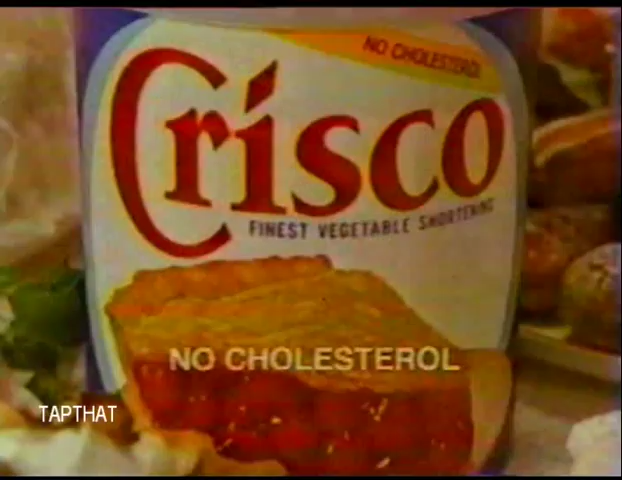 NO CHOLESTEROL
Crisco
FINEST VEGETABLE SHORTENING
NO CHOLESTEROL
TAPTHAT